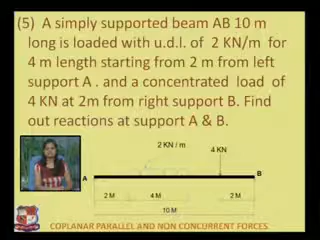 (5) A simply supported beam AB 10 m
long is loaded with u.d.l. of 2 KN/m for
4 m length starting from 2 m from left
support A . and a concentrated load of
4 KN at 2m from right support B. Find
out reactions at support A & B.
2 KN / m
4 KN
A
B
2 M 4 M 2 M
10 M
COPLANAR PARALLEL AND NON CONCURRENT FORCES